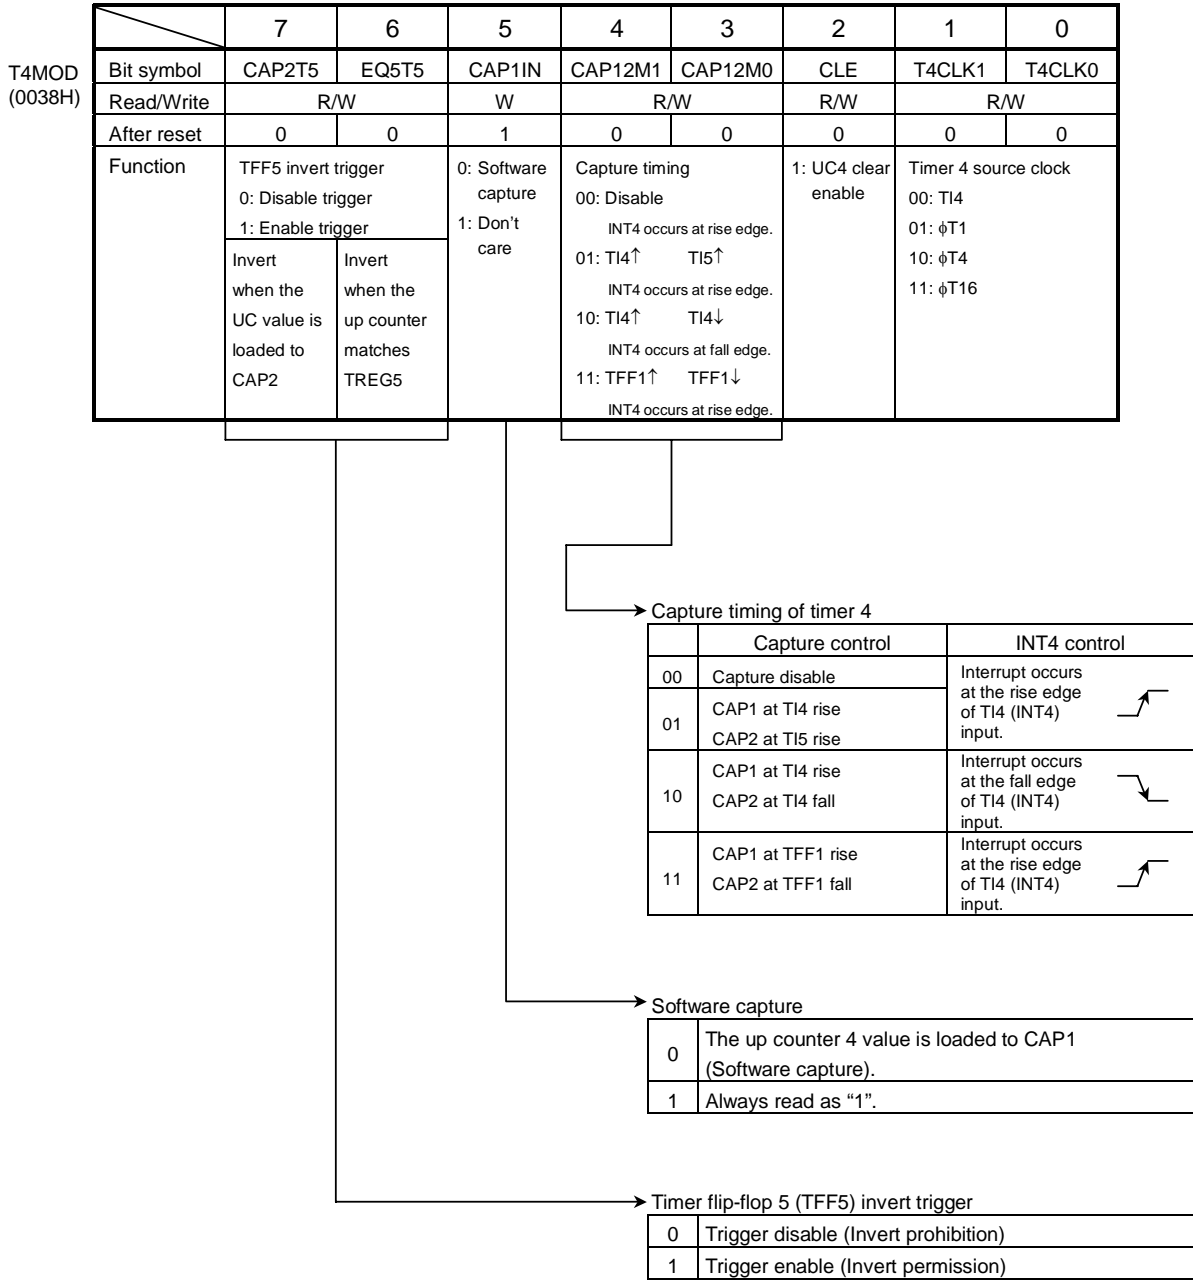 7 6 5 4 3 2 1 0
T4MOD
(0038H)
Bit symbol CAP2T5 EQ5T5 CAP1IN CAP12M1 CAP12M0 CLE T4CLK1 T4CLK0
Read/Write R/W W R/W R/W R/W
After reset 0 0 1 0 0 0 0 0
Function
TFF5 invert trigger
0: Disable trigger
1: Enable trigger
Invert
when the
UC value is
loaded to
CAP2
Invert
when the
up counter
matches
TREG5
0: Software
capture
1: Don’t
care
Capture timing
00: Disable
INT4 occurs at rise edge.
01: TI4↑ TI5↑
INT4 occurs at rise edge.
10: TI4↑ TI4↓
INT4 occurs at fall edge.
11: TFF1↑ TFF1↓
INT4 occurs at rise edge.
1: UC4 clear
enable
Timer 4 source clock
00: TI4
01: ϕT1
10: ϕT4
11: ϕT16
Capture timing of timer 4
Capture control INT4 control
00 Capture disable
01
CAP1 at TI4 rise
CAP2 at TI5 rise
Interrupt occurs
at the rise edge
of TI4 (INT4)
input.
10
CAP1 at TI4 rise
CAP2 at TI4 fall
Interrupt occurs
at the fall edge
of TI4 (INT4)
input.
11
CAP1 at TFF1 rise
CAP2 at TFF1 fall
Interrupt occurs
at the rise edge
of TI4 (INT4)
input.
Software capture
0
The up counter 4 value is loaded to CAP1
(Software capture).
1 Always read as “1”.
Timer flip-flop 5 (TFF5) invert trigger
0 Trigger disable (Invert prohibition)
1 Trigger enable (Invert permission)